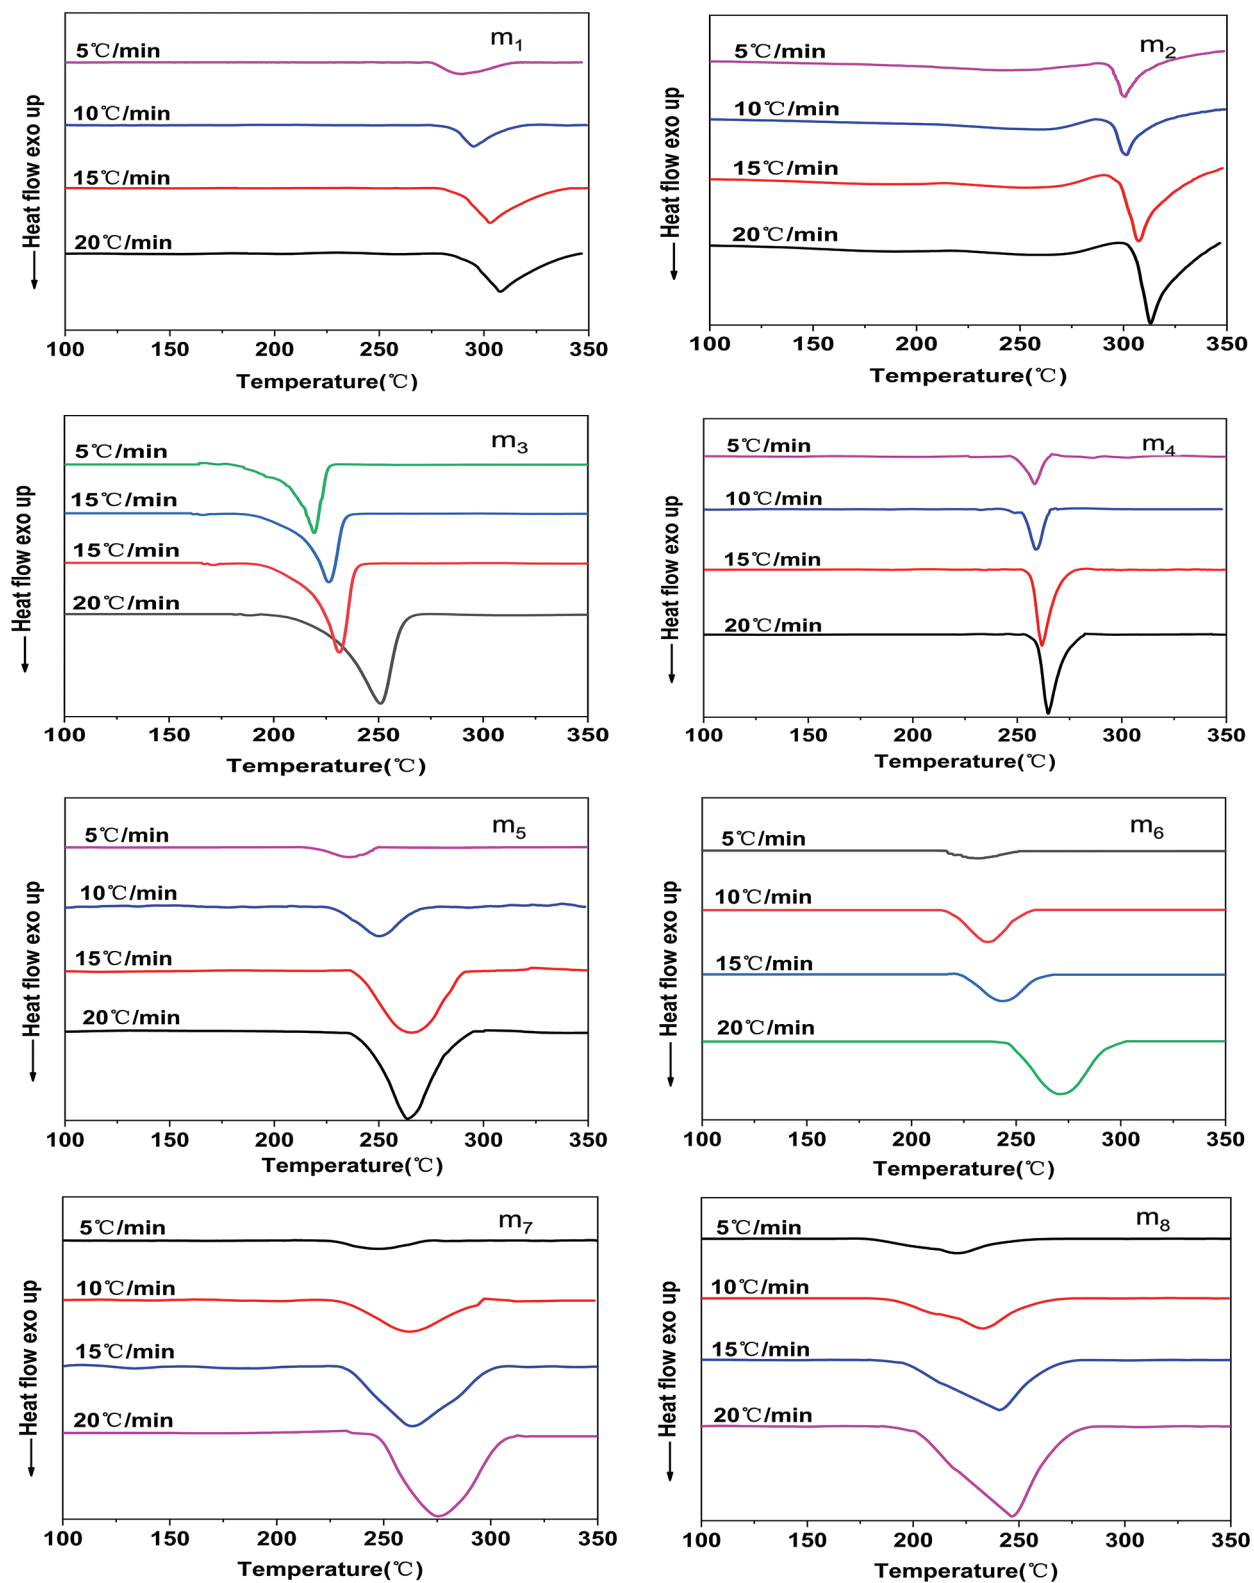 m1
5℃/min
10℃/min
15℃/min
20℃/min
Heat flow exo up
100 150 200 250 300 350
Temperature(℃)
m2
5℃/min
10℃/min
15℃/min
20℃/min
Heat flow exo up
100 150 200 250 300 350
Temperature(℃)
m3
5℃/min
15℃/min
15℃/min
20℃/min
Heat flow exo up
100 150 200 250 300 350
Temperature(℃)
m4
5℃/min
10℃/min
15℃/min
20℃/min
Heat flow exo up
100 150 200 250 300 350
Temperature(℃)
m5
5℃/min
10℃/min
15℃/min
20℃/min
Heat flow exo up
100 150 200 250 300 350
Temperature(℃)
m6
5℃/min
10℃/min
15℃/min
20℃/min
Heat flow exo up
100 150 200 250 300 350
Temperature(℃)
m7
5℃/min
10℃/min
15℃/min
20℃/min
Heat flow exo up
100 150 200 250 300 350
Temperature(℃)
m8
5℃/min
10℃/min
15℃/min
20℃/min
Heat flow exo up
100 150 200 250 300 350
Temperature(℃)